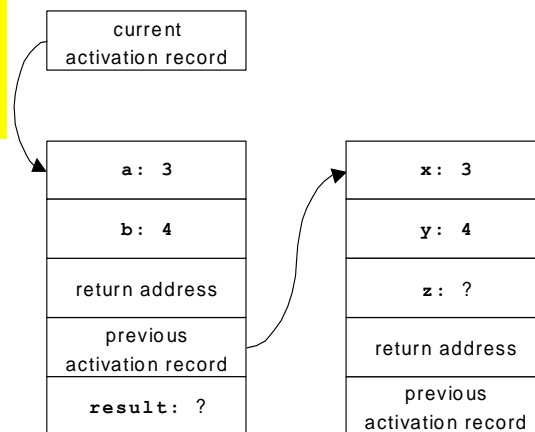 current
activation record
a: 3
b: 4
return address
previous
activation record
result: ?
x: 3
y: 4
z: ?
return address
previous
activation record